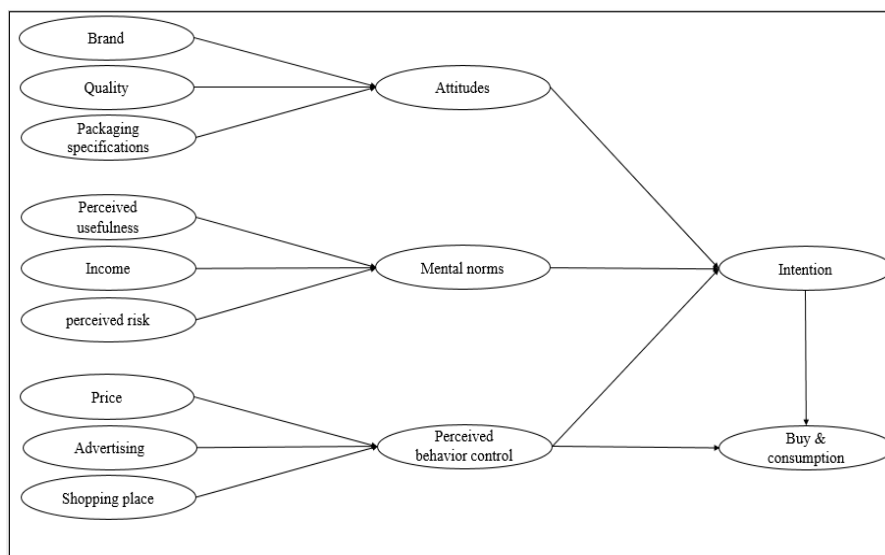 Brand
Quality
Packaging
specifications
Attitudes
Perceived
usefulness
Income
perceived risk
Mental norms
Intention
Price
Advertising
Shopping place
Perceived
behavior control
Buy &
consumption